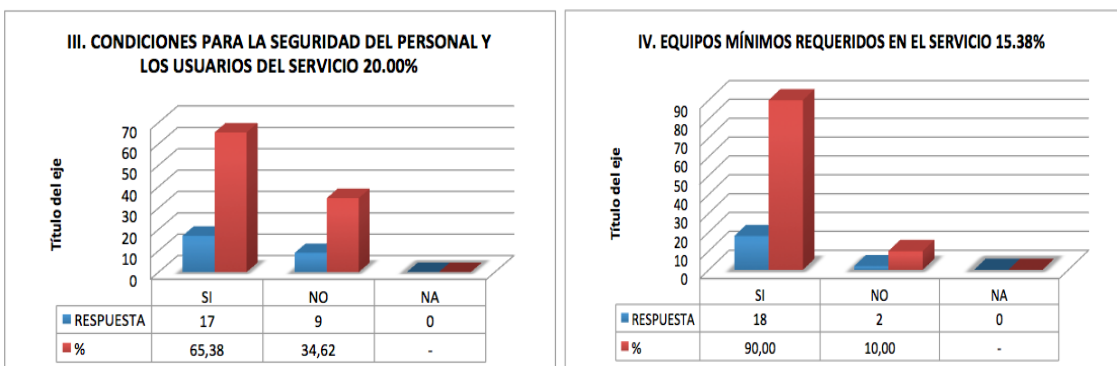 III. CONDICIONES PARA LA SEGURIDAD DEL PERSONAL Y
LOS USUARIOS DEL SERVICIO 20.00%
Título del eje
70
60
50
40
30
20
10
0
SI NO NA
RESPUESTA 17 9 0
% 65,38 34,62 -
IV. EQUIPOS MÍNIMOS REQUERIDOS EN EL SERVICIO 15.38%
Título del eje
90
80
70
60
50
40
30
20
10
0
SI NO NA
RESPUESTA 18 2 0
% 90,00 10,00 -